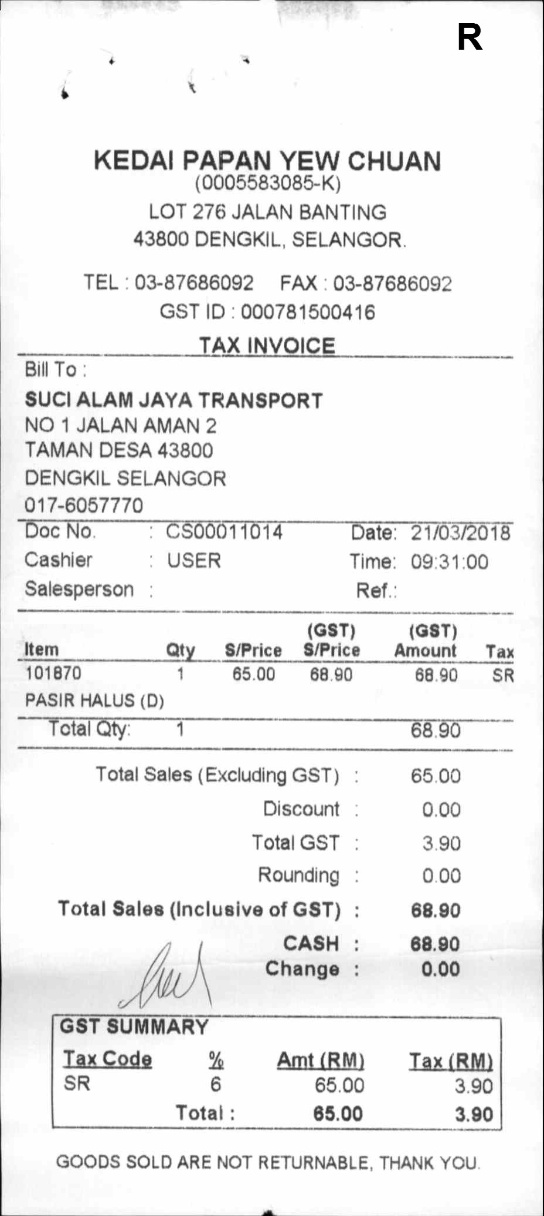 R
KEDAI PAPAN YEW CHUAN
(0005583085-K)
LOT 276 JALAN BANTING
43800 DENGKIL, SELANGOR.
TEL : 03-87686092 FAX : 03-87686092
GST ID : 000781500416
TAX INVOICE
Bill To :
SUCI ALAM JAYA TRANSPORT
NO 1 JALAN AMAN 2
TAMAN DESA 43800
DENGKIL SELANGOR
017-6057770
Doc No. : CS00011014 Date: 21/03/2018
Cashier : USER Time: 09:31:00
Salesperson : Ref.:
(GST) (GST)
Item Qty S/Price S/Price Amount Tax
101870 1 65.00 68.90 68.90 SR
PASIR HALUS (D)
Total Qty: 1 68.90
Total Sales (Excluding GST) : 65.00
Discount : 0.00
Total GST : 3.90
Rounding : 0.00
Total Sales (Inclusive of GST) : 68.90
CASH : 68.90
Change : 0.00
GST SUMMARY
Tax Code % Amt (RM) Tax (RM)
SR 6 65.00 3.90
Total : 65.00 3.90
GOODS SOLD ARE NOT RETURNABLE, THANK YOU.